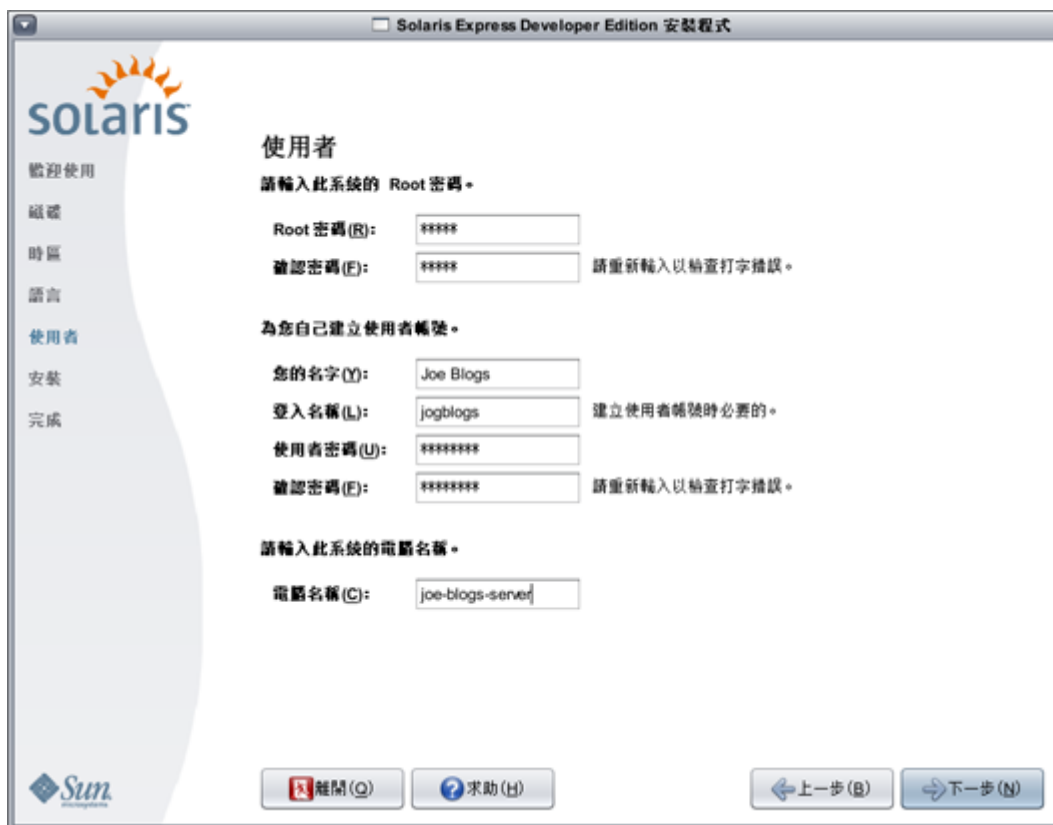 Solaris Express Developer Edition 安裝程式
solaris
歡迎使用
磁碟
時區
語言
使用者
安裝
完成
使用者
請輸入此系統的 Root 密碼。
Root 密碼(R): *****
確認密碼(F): ***** 請重新輸入以檢查打字錯誤。
為您自己建立使用者帳號。
您的名字(Y): Joe Blogs
登入名稱(L): jogblogs 建立使用者帳號時必要的。
使用者密碼(U): ********
確認密碼(F): ******** 請重新輸入以檢查打字錯誤。
請輸入此系統的電腦名稱。
電腦名稱(C): joe-blogs-server
Sun
microsystems
離開(Q) 求助(H) 上一步(B) 下一步(N)